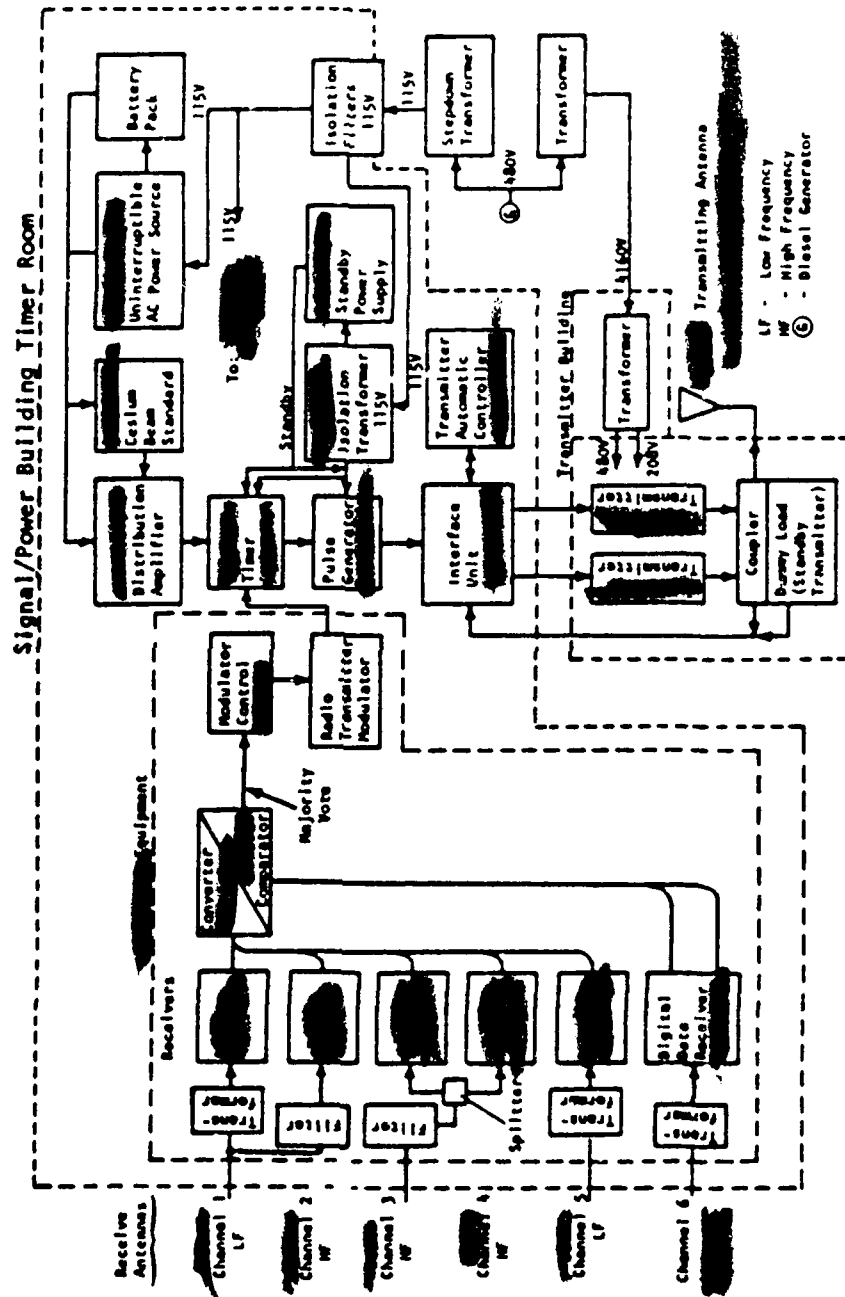 Signal/Power Building Timer Room
Battery
Pack
115V
Uninterruptible
AC Power Source
Cesium
Beam
Standard
Distribution
Amplifier
115V
To:
Isolation
Filters
115V
115V
Stepdown
Transformer
480V
G
Transformer
4160V
Standby
Power
Supply
Standby
Isolation
Transformer
115V
115V
Timer
Pulse
Generator
Transmitter
Automatic
Controller
Interface
Unit
Transmitter Building
Transformer
480V
208V
Transmitter
Transmitter
Coupler
Dummy Load
(Standby
Transmitter)
Transmitting Antenna
LF - Low Frequency
HF - High Frequency
G - Diesel Generator
Equipment
Modulator
Control
Radio
Transmitter
Modulator
Majority
Vote
Converter
Comparator
Receivers
Digital
Data
Receiver
Trans-
former
Filter
Filter
Splitter
Trans-
former
Trans-
former
Receive
Antennas
Channel 1
LF
Channel 2
HF
Channel 3
HF
Channel 4
HF
Channel 5
LF
Channel 6